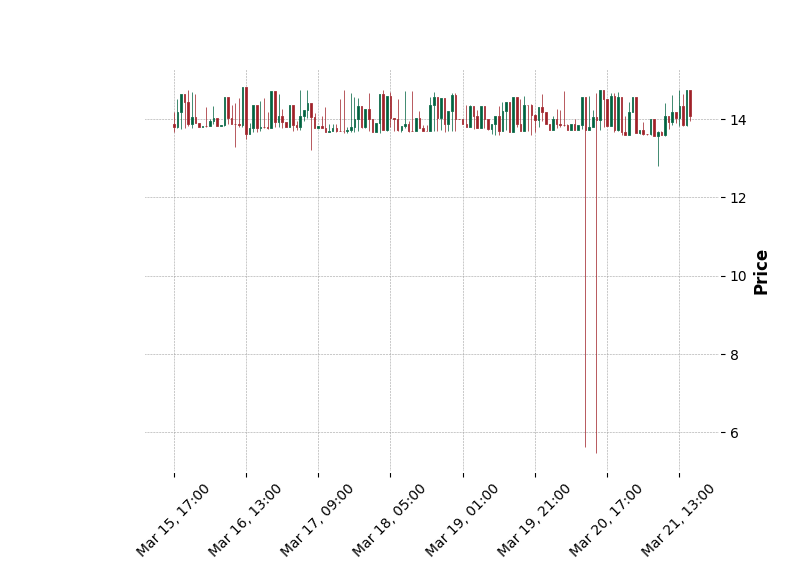 14
12
10
8
6
Price
Mar 15, 17:00
Mar 16, 13:00
Mar 17, 09:00
Mar 18, 05:00
Mar 19, 01:00
Mar 19, 21:00
Mar 20, 17:00
Mar 21, 13:00